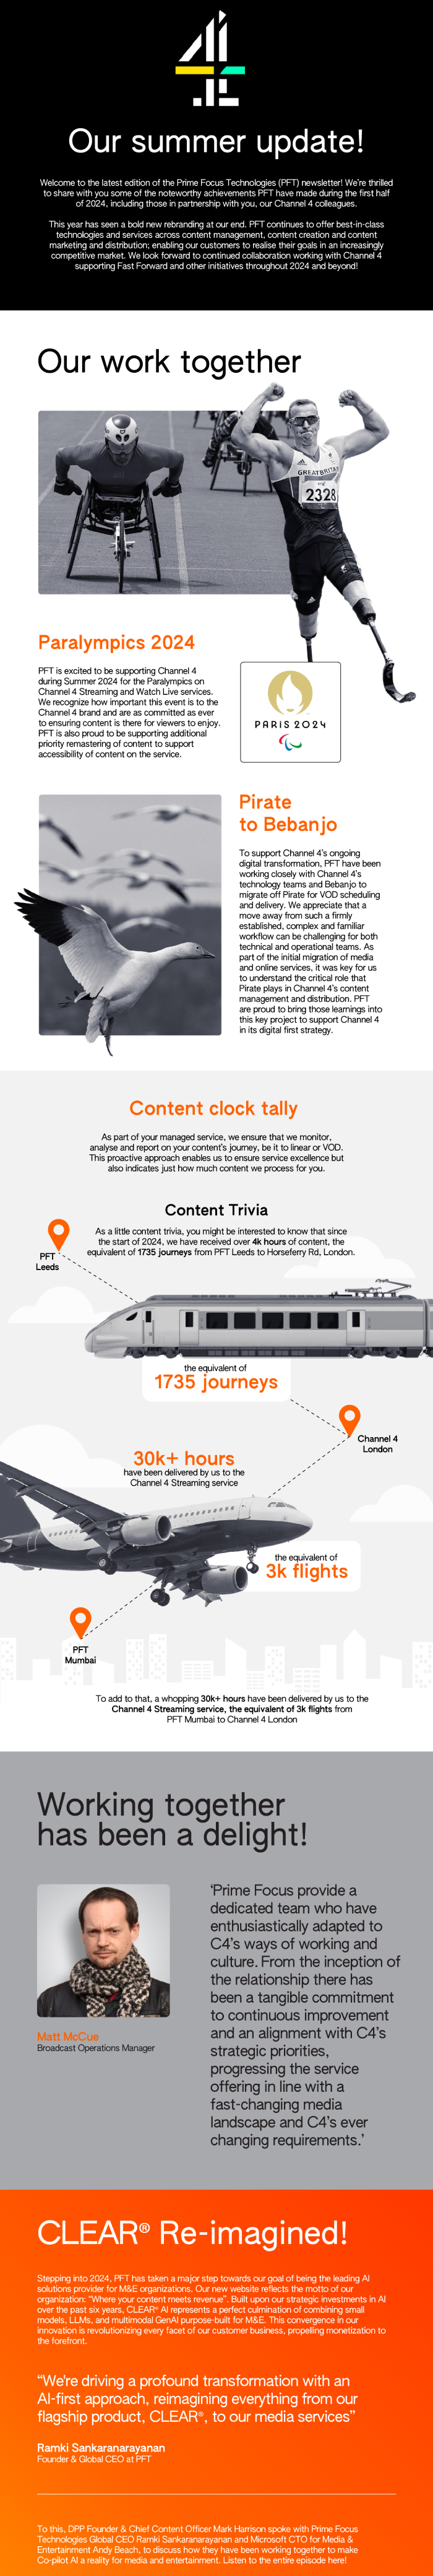 Our summer update!
Welcome to the latest edition of the Prime Focus Technologies (PFT) newsletter! We're thrilled
to share with you some of the noteworthy achievements PFT have made during the first half
of 2024, including those in partnership with you, our Channel 4 colleagues.
This year has seen a bold new rebranding at our end. PFT continues to offer best-in-class
technologies and services across content management, content creation and content
marketing and distribution; enabling our customers to realise their goals in an increasingly
competitive market. We look forward to continued collaboration working with Channel 4
supporting Fast Forward and other initiatives throughout 2024 and beyond!
Our work together
GREAT BRITAIN
2328
Paralympics 2024
PFT is excited to be supporting Channel 4
during Summer 2024 for the Paralympics on
Channel 4 Streaming and Watch Live services.
We recognize how important this event is to the
Channel 4 brand and are as committed as ever
to ensuring content is there for viewers to enjoy.
PFT is also proud to be supporting additional
priority remastering of content to support
accessibility of content on the service.
PARIS 2024
Pirate
to Bebanjo
To support Channel 4's ongoing
digital transformation, PFT have been
working closely with Channel 4's
technology teams and Bebanjo to
migrate off Pirate for VOD scheduling
and delivery. We appreciate that a
move away from such a firmly
established, complex and familiar
workflow can be challenging for both
technical and operational teams. As
part of the initial migration of media
and online services, it was key for us
to understand the critical role that
Pirate plays in Channel 4's content
management and distribution. PFT
are proud to bring those learnings into
this key project to support Channel 4
in its digital first strategy.
Content clock tally
As part of your managed service, we ensure that we monitor,
analyse and report on your content's journey, be it to linear or VOD.
This proactive approach enables us to ensure service excellence but
also indicates just how much content we process for you.
Content Trivia
As a little content trivia, you might be interested to know that since
the start of 2024, we have received over 4k hours of content, the
equivalent of 1735 journeys from PFT Leeds to Horseferry Rd, London.
PFT
Leeds
the equivalent of
1735 journeys
Channel 4
London
30k+ hours
have been delivered by us to the
Channel 4 Streaming service
the equivalent of
3k flights
PFT
Mumbai
To add to that, a whopping 30k+ hours have been delivered by us to the
Channel 4 Streaming service, the equivalent of 3k flights from
PFT Mumbai to Channel 4 London
Working together
has been a delight!
'Prime Focus provide a
dedicated team who have
enthusiastically adapted to
C4's ways of working and
culture. From the inception of
the relationship there has
been a tangible commitment
to continuous improvement
and an alignment with C4's
strategic priorities,
progressing the service
offering in line with a
fast-changing media
landscape and C4's ever
changing requirements.'
Matt McCue
Broadcast Operations Manager
CLEAR® Re-imagined!
Stepping into 2024, PFT has taken a major step towards our goal of being the leading AI
solutions provider for M&E organizations. Our new website reflects the motto of our
organization: "Where your content meets revenue". Built upon our strategic investments in AI
over the past six years, CLEAR® AI represents a perfect culmination of combining small
models, LLMs, and multimodal GenAI purpose-built for M&E. This convergence in our
innovation is revolutionizing every facet of our customer business, propelling monetization to
the forefront.
"We're driving a profound transformation with an
AI-first approach, reimagining everything from our
flagship product, CLEAR®, to our media services"
Ramki Sankaranarayanan
Founder & Global CEO at PFT
To this, DPP Founder & Chief Content Officer Mark Harrison spoke with Prime Focus
Technologies Global CEO Ramki Sankaranarayanan and Microsoft CTO for Media &
Entertainment Andy Beach, to discuss how they have been working together to make
Co-pilot AI a reality for media and entertainment. Listen to the entire episode here!